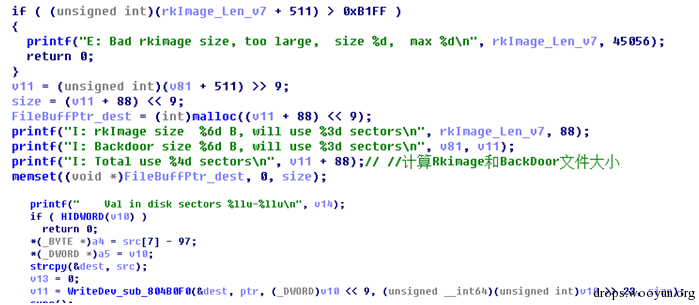 if ( (unsigned int)(rkImage_Len_v7 + 511) > 0xB1FF )
{
printf("E: Bad rkimage size, too large,  size %d,  max %d\n", rkImage_Len_v7, 45056);
return 0;
}
v11 = (unsigned int)(v81 + 511) >> 9;
size = (v11 + 88) << 9;
FileBuffPtr_dest = (int)malloc((v11 + 88) << 9);
printf("I: rkImage size  %6d B, will use %3d sectors\n", rkImage_Len_v7, 88);
printf("I: Backdoor size %6d B, will use %3d sectors\n", v81, v11);
printf("I: Total use %4d sectors\n", v11 + 88);// //计算Rkimage和BackDoor文件大小
memset((void *)FileBuffPtr_dest, 0, size);
printf("    Val in disk sectors %llu-%llu\n", v14);
if ( HIDWORD(v10) )
return 0;
*(_BYTE *)a4 = src[7] - 97;
*(_DWORD *)a5 = v10;
strcpy(&dest, src);
v13 = 0;
v11 = WriteDev_sub_804B0F0(&dest, ptr, (_DWORD)v10 << 9, (unsigned __int64)(unsigned int)v10 >> 23, size);
sync();
drops.wooyun.org